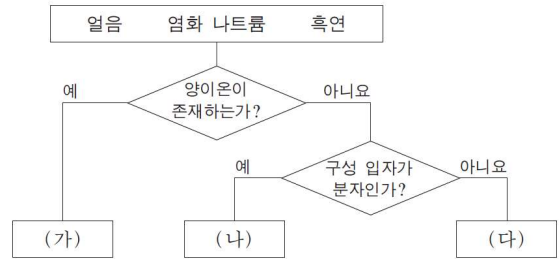 얼음 염화 나트륨 흑연
양이온이
존재하는가?
예
아니요
구성 입자가
분자인가?
예
아니요
(가)
(나)
(다)